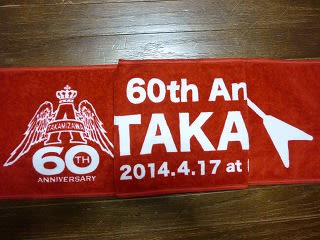 A
TAKAMIZAWA
60TH
ANNIVERSARY
60th An
TAKA
2014.4.17 at